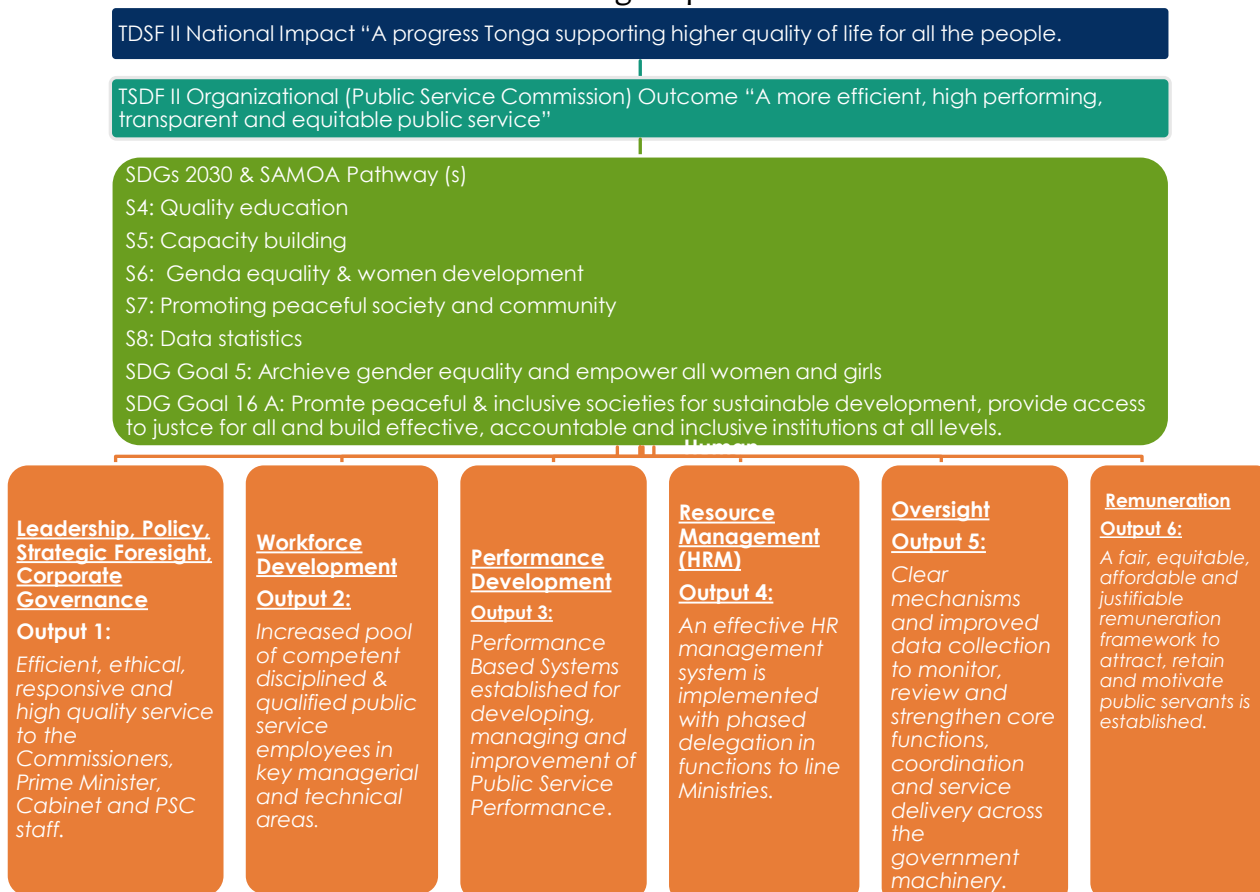 TDSF II National Impact “A progress Tonga supporting higher quality of life for all the people.
TSDF II Organizational (Public Service Commission) Outcome “A more efficient, high performing,
transparent and equitable public service”
SDGs 2030 & SAMOA Pathway (s)
S4: Quality education
S5: Capacity building
S6: Genda equality & women development
S7: Promoting peaceful society and community
S8: Data statistics
SDG Goal 5: Achieve gender equality and empower all women and girls
SDG Goal 16 A: Promte peaceful & inclusive societies for sustainable development, provide access
to justce for all and build effective, accountable and inclusive institutions at all levels.
Leadership, Policy,
Strategic Foresight,
Corporate
Governance
Output 1:
Efficient, ethical,
responsive and
high quality service
to the
Commissioners,
Prime Minister,
Cabinet and PSC
staff.
Workforce
Development
Output 2:
Increased pool
of competent
disciplined &
qualified public
service
employees in
key managerial
and technical
areas.
Performance
Development
Output 3:
Performance
Based Systems
established for
developing,
managing and
improvement of
Public Service
Performance.
Human
Resource
Management
(HRM)
Output 4:
An effective HR
management
system is
implemented
with phased
delegation in
functions to line
Ministries.
Oversight
Output 5:
Clear
mechanisms
and improved
data collection
to monitor,
review and
strengthen core
functions,
coordination
and service
delivery across
the
government
machinery.
Remuneration
Output 6:
A fair, equitable,
affordable and
justifiable
remuneration
framework to
attract, retain
and motivate
public servants is
established.